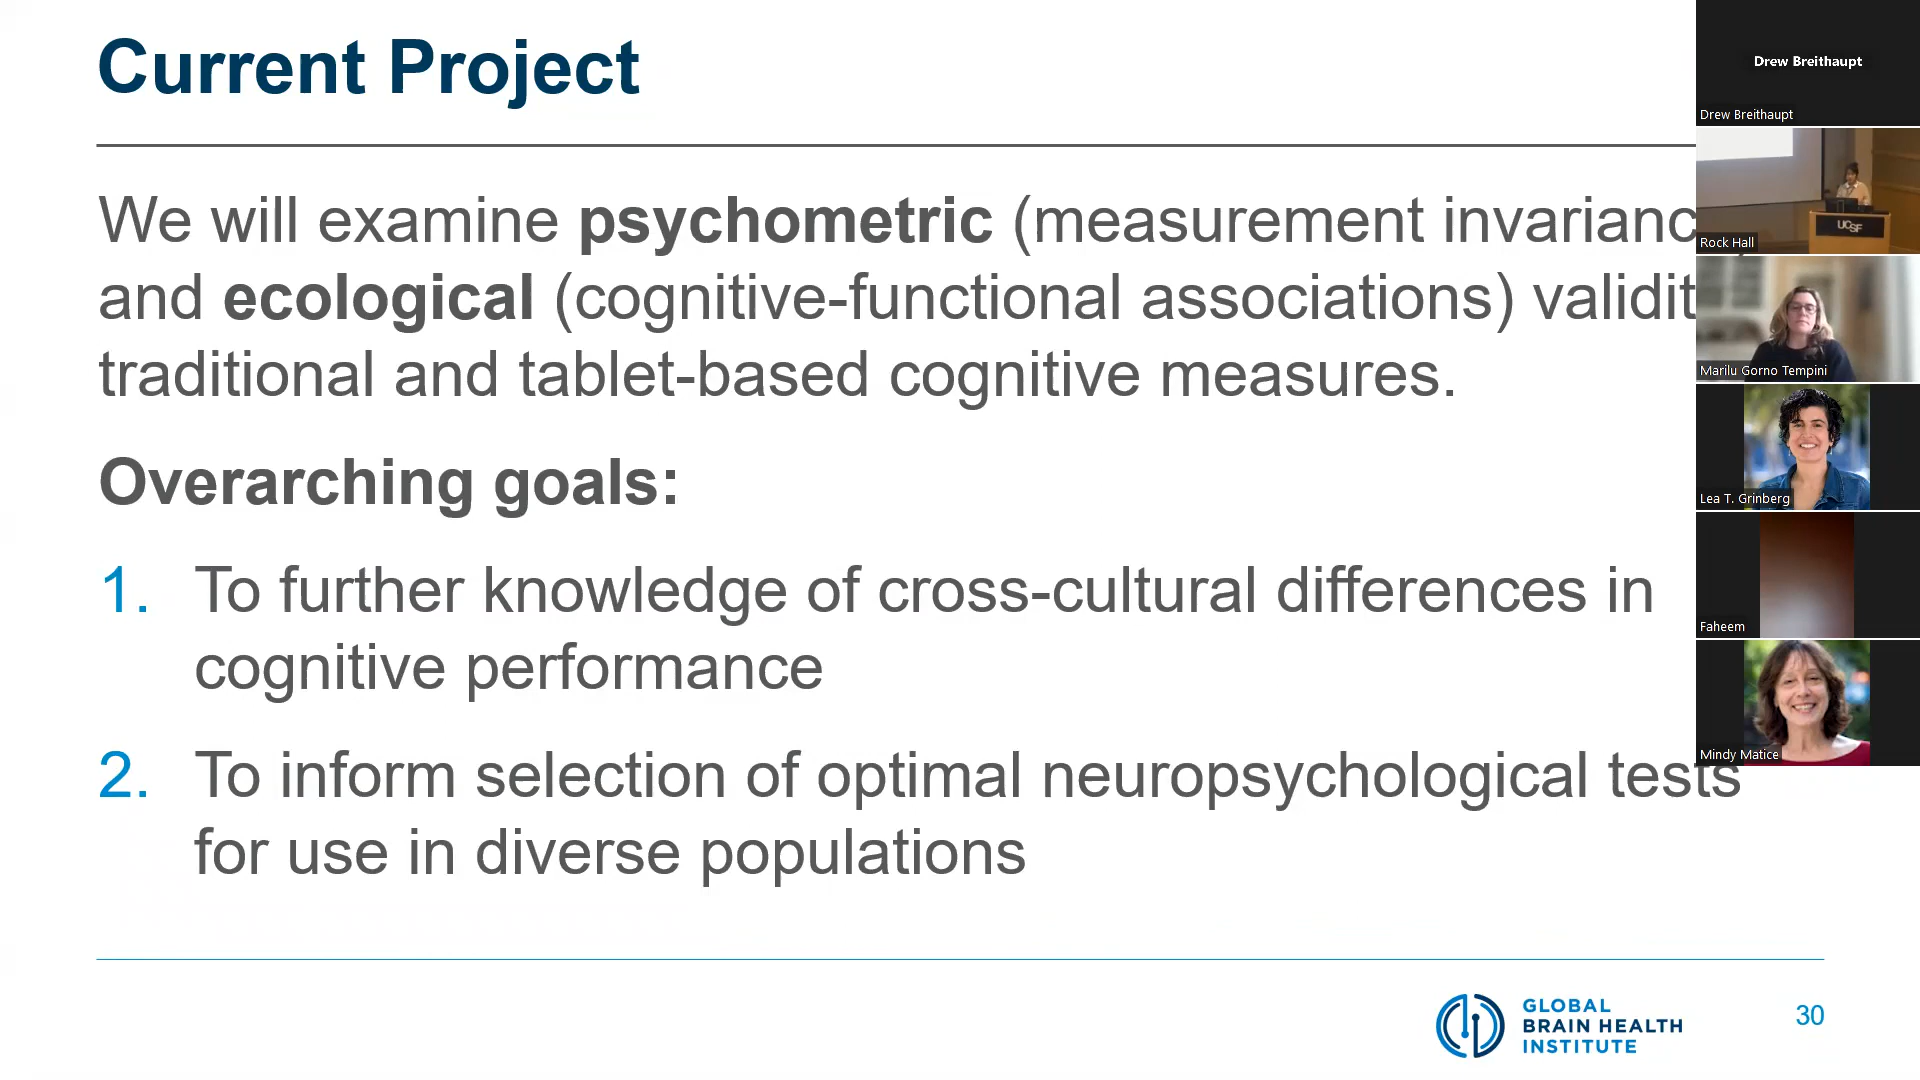 Current Project
We will examine psychometric (measurement invarianc
and ecological (cognitive-functional associations) validit
traditional and tablet-based cognitive measures.
Overarching goals:
1. To further knowledge of cross-cultural differences in
cognitive performance
2. To inform selection of optimal neuropsychological tests
for use in diverse populations
GLOBAL
BRAIN HEALTH
INSTITUTE
30
Drew Breithaupt
Drew Breithaupt
UCSF
Rock Hall
Marilu Gorno Tempini
Lea T. Grinberg
Faheem
Mindy Matice